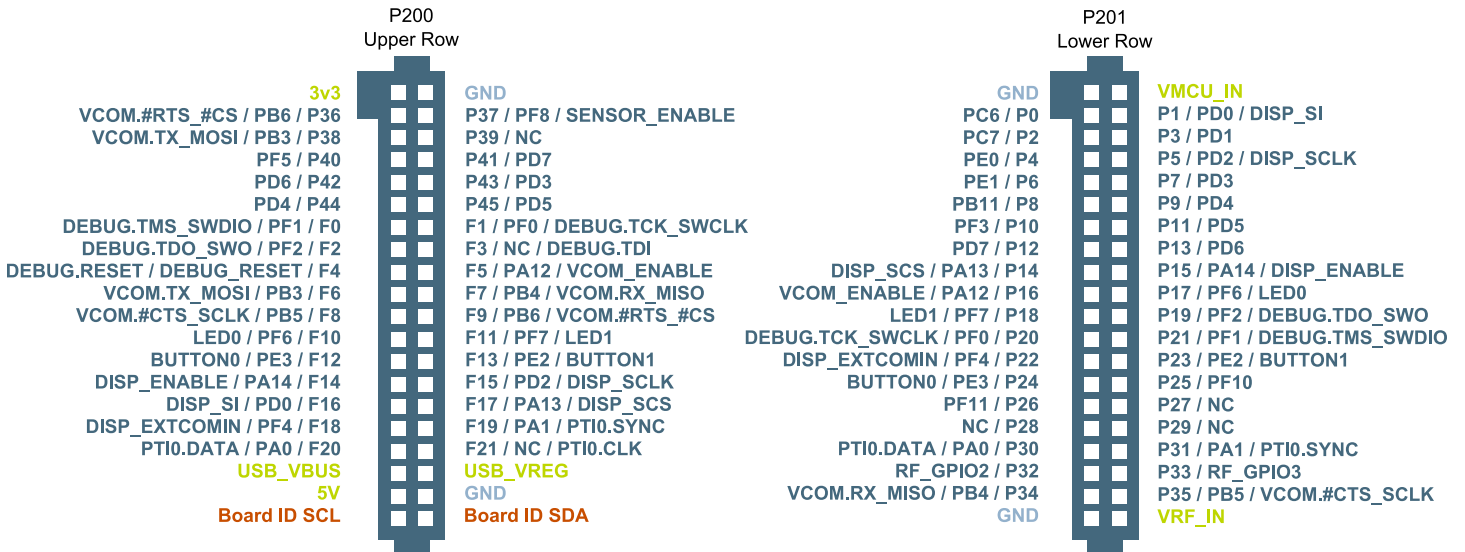 P200
Upper Row
3v3 GND
VCOM.#RTS_#CS / PB6 / P36 P37 / PF8 / SENSOR_ENABLE
VCOM.TX_MOSI / PB3 / P38 P39 / NC
PF5 / P40 P41 / PD7
PD6 / P42 P43 / PD3
PD4 / P44 P45 / PD5
DEBUG.TMS_SWDIO / PF1 / F0 F1 / PF0 / DEBUG.TCK_SWCLK
DEBUG.TDO_SWO / PF2 / F2 F3 / NC / DEBUG.TDI
DEBUG.RESET / DEBUG_RESET / F4 F5 / PA12 / VCOM_ENABLE
VCOM.TX_MOSI / PB3 / F6 F7 / PB4 / VCOM.RX_MISO
VCOM.#CTS_SCLK / PB5 / F8 F9 / PB6 / VCOM.#RTS_#CS
LED0 / PF6 / F10 F11 / PF7 / LED1
BUTTON0 / PE3 / F12 F13 / PE2 / BUTTON1
DISP_ENABLE / PA14 / F14 F15 / PD2 / DISP_SCLK
DISP_SI / PD0 / F16 F17 / PA13 / DISP_SCS
DISP_EXTCOMIN / PF4 / F18 F19 / PA1 / PTI0.SYNC
PTI0.DATA / PA0 / F20 F21 / NC / PTI0.CLK
USB_VBUS USB_VREG
5V GND
Board ID SCL Board ID SDA
P201
Lower Row
GND VMCU_IN
PC6 / P0 P1 / PD0 / DISP_SI
PC7 / P2 P3 / PD1
PE0 / P4 P5 / PD2 / DISP_SCLK
PE1 / P6 P7 / PD3
PB11 / P8 P9 / PD4
PF3 / P10 P11 / PD5
PD7 / P12 P13 / PD6
DISP_SCS / PA13 / P14 P15 / PA14 / DISP_ENABLE
VCOM_ENABLE / PA12 / P16 P17 / PF6 / LED0
LED1 / PF7 / P18 P19 / PF2 / DEBUG.TDO_SWO
DEBUG.TCK_SWCLK / PF0 / P20 P21 / PF1 / DEBUG.TMS_SWDIO
DISP_EXTCOMIN / PF4 / P22 P23 / PE2 / BUTTON1
BUTTON0 / PE3 / P24 P25 / PF10
PF11 / P26 P27 / NC
NC / P28 P29 / NC
PTI0.DATA / PA0 / P30 P31 / PA1 / PTI0.SYNC
RF_GPIO2 / P32 P33 / RF_GPIO3
VCOM.RX_MISO / PB4 / P34 P35 / PB5 / VCOM.#CTS_SCLK
GND VRF_IN